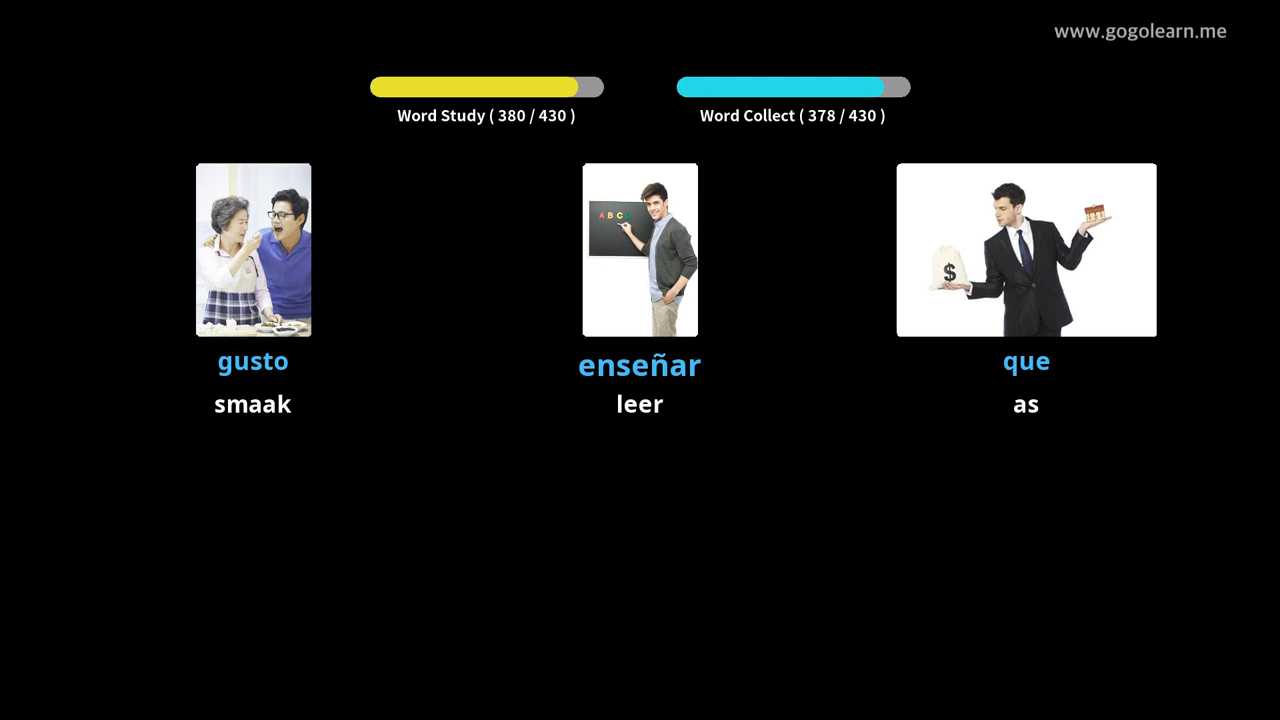 www.gogolearn.me
Word Study ( 380 / 430 )
Word Collect ( 378 / 430 )
A B C D
gusto
enseñar
que
smaak
leer
as
$